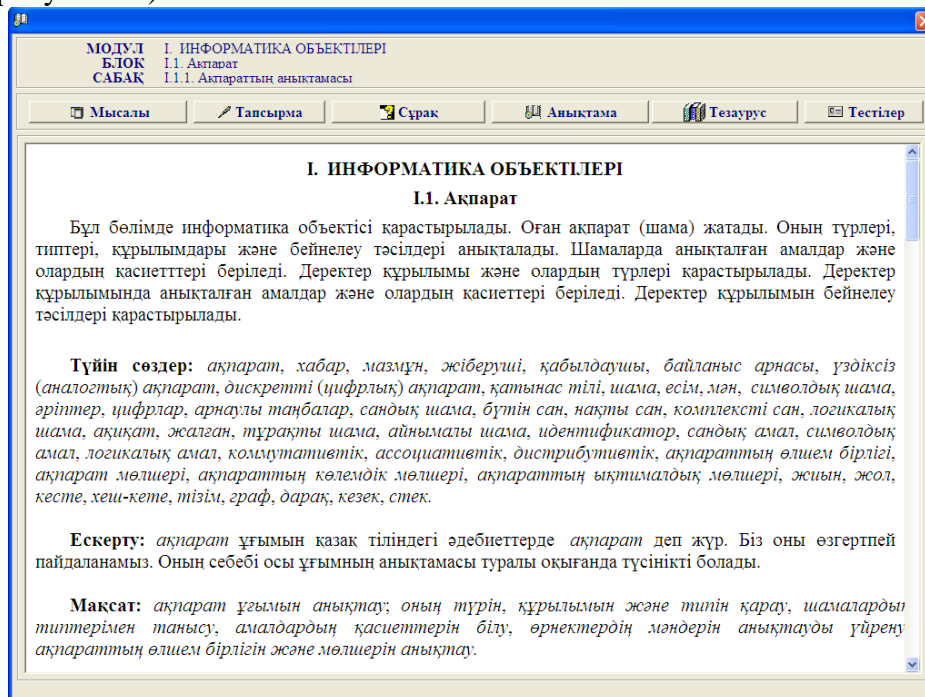 МОДУЛ I. ИНФОРМАТИКА ОБЪЕКТІЛЕРІ
БЛОК I.1. Ақпарат
САБАҚ I.1.1. Ақпараттың анықтамасы
Мысалы Тапсырма Сұрақ Анықтама Тезаурус Тестілер
I. ИНФОРМАТИКА ОБЪЕКТІЛЕРІ
I.1. Ақпарат
Бұл бөлімде информатика объектісі қарастырылады. Оған ақпарат (шама) жатады. Оның түрлері,
типтері, құрылымдары және бейнелеу тәсілдері анықталады. Шамаларда анықталған амалдар және
олардың қасиетттері беріледі. Деректер құрылымы және олардың түрлері қарастырылады. Деректер
құрылымында анықталған амалдар және олардың қасиеттері беріледі. Деректер құрылымын бейнелеу
тәсілдері қарастырылады.
Түйін сөздер: ақпарат, хабар, мазмұн, жіберуші, қабылдаушы, байланыс арнасы, үздіксіз
(аналогтық) ақпарат, дискретті (цифрлық) ақпарат, қатынас тілі, шама, есім, мән, символдық шама,
әріптер, цифрлар, арнаулы таңбалар, сандық шама, бүтін сан, нақты сан, комплексті сан, логикалық
шама, ақиқат, жалған, тұрақты шама, айнымалы шама, идентификатор, сандық амал, символдық
амал, логикалық амал, коммутативтік, ассоциативтік, дистрибутивтік, ақпараттың өлшем бірлігі,
ақпарат мөлшері, ақпараттың көлемдік мөлшері, ақпараттың ықтималдық мөлшері, жиын, жол,
кесте, хеш-кете, тізім, граф, дарақ, кезек, стек.
Ескерту: ақпарат ұғымын қазақ тіліндегі әдебиеттерде ақпарат деп жүр. Біз оны өзгертпей
пайдаланамыз. Оның себебі осы ұғымның анықтамасы туралы оқығанда түсінікті болады.
Мақсат: ақпарат ұғымын анықтау; оның түрін, құрылымын және типін қарау, шамалардың
типтерімен танысу, амалдардың қасиеттерін білу, өрнектердің мәндерін анықтауды үйрену
ақпараттың өлшем бірлігін және мөлшерін анықтау.